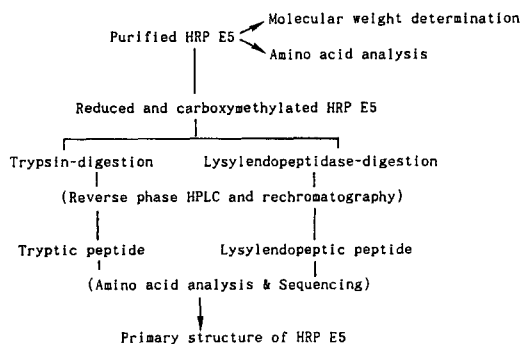 Molecular weight determination
Purified HRP E5
Amino acid analysis
Reduced and carboxymethylated HRP E5
Trypsin-digestion Lysylendopeptidase-digestion
(Reverse phase HPLC and rechromatography)
Tryptic peptide Lysylendopeptic peptide
(Amino acid analysis & Sequencing)
Primary structure of HRP E5